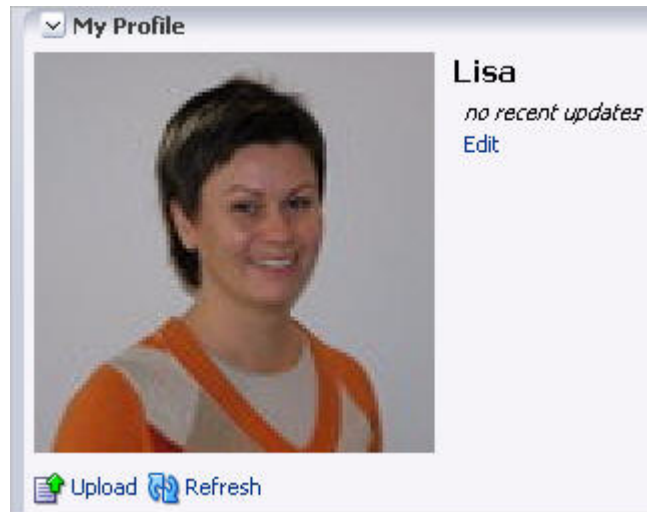 My Profile
Lisa
no recent updates
Edit
Upload Refresh